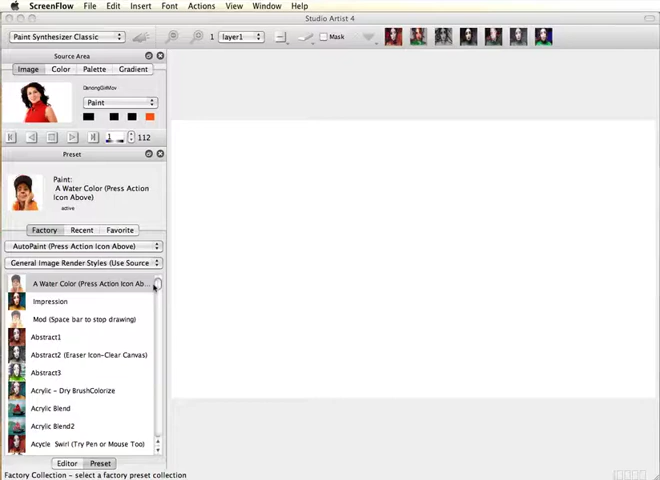 ScreenFlow File Edit Insert Font Actions View Window Help
Studio Artist 4
Paint Synthesizer Classic 1 layer1 Mask
Source Area
Image Color Palette Gradient
DancingGirlMov
Paint
1 112
Preset
Paint:
A Water Color (Press Action
Icon Above)
active
Factory Recent Favorite
AutoPaint (Press Action Icon Above)
General Image Render Styles (Use Source
A Water Color (Press Action Icon Ab...
Impression
Mod (Space bar to stop drawing)
Abstract1
Abstract2 (Eraser Icon-Clear Canvas)
Abstract3
Acrylic - Dry BrushColorize
Acrylic Blend
Acrylic Blend2
Acycle Swirl (Try Pen or Mouse Too)
Editor Preset
Factory Collection - select a factory preset collection